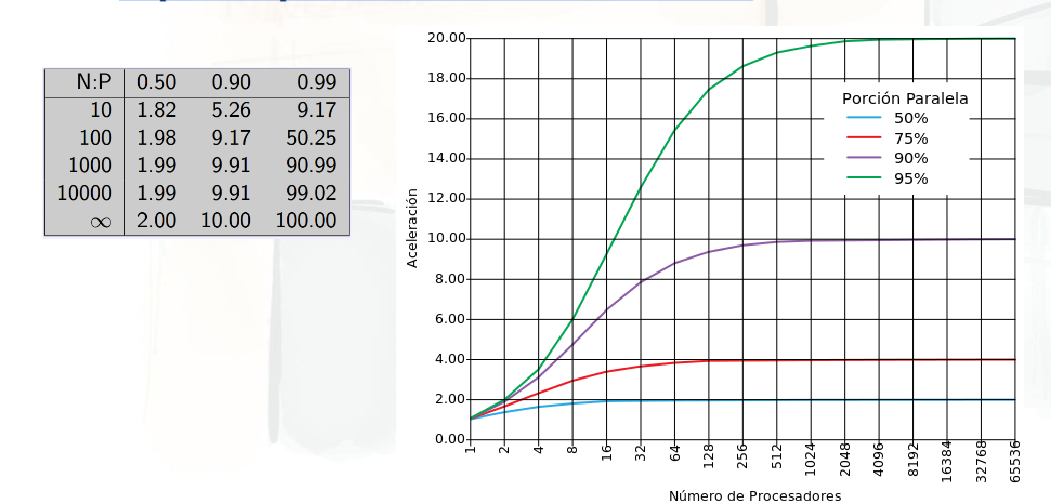 N:P 0.50 0.90 0.99
10 1.82 5.26 9.17
100 1.98 9.17 50.25
1000 1.99 9.91 90.99
10000 1.99 9.91 99.02
∞ 2.00 10.00 100.00
20.00
18.00
16.00
14.00
12.00
10.00
8.00
6.00
4.00
2.00
0.00
Aceleración
Porción Paralela
50%
75%
90%
95%
1 2 4 8 16 32 64 128 256 512 1024 2048 4096 8192 16384 32768 65536
Número de Procesadores